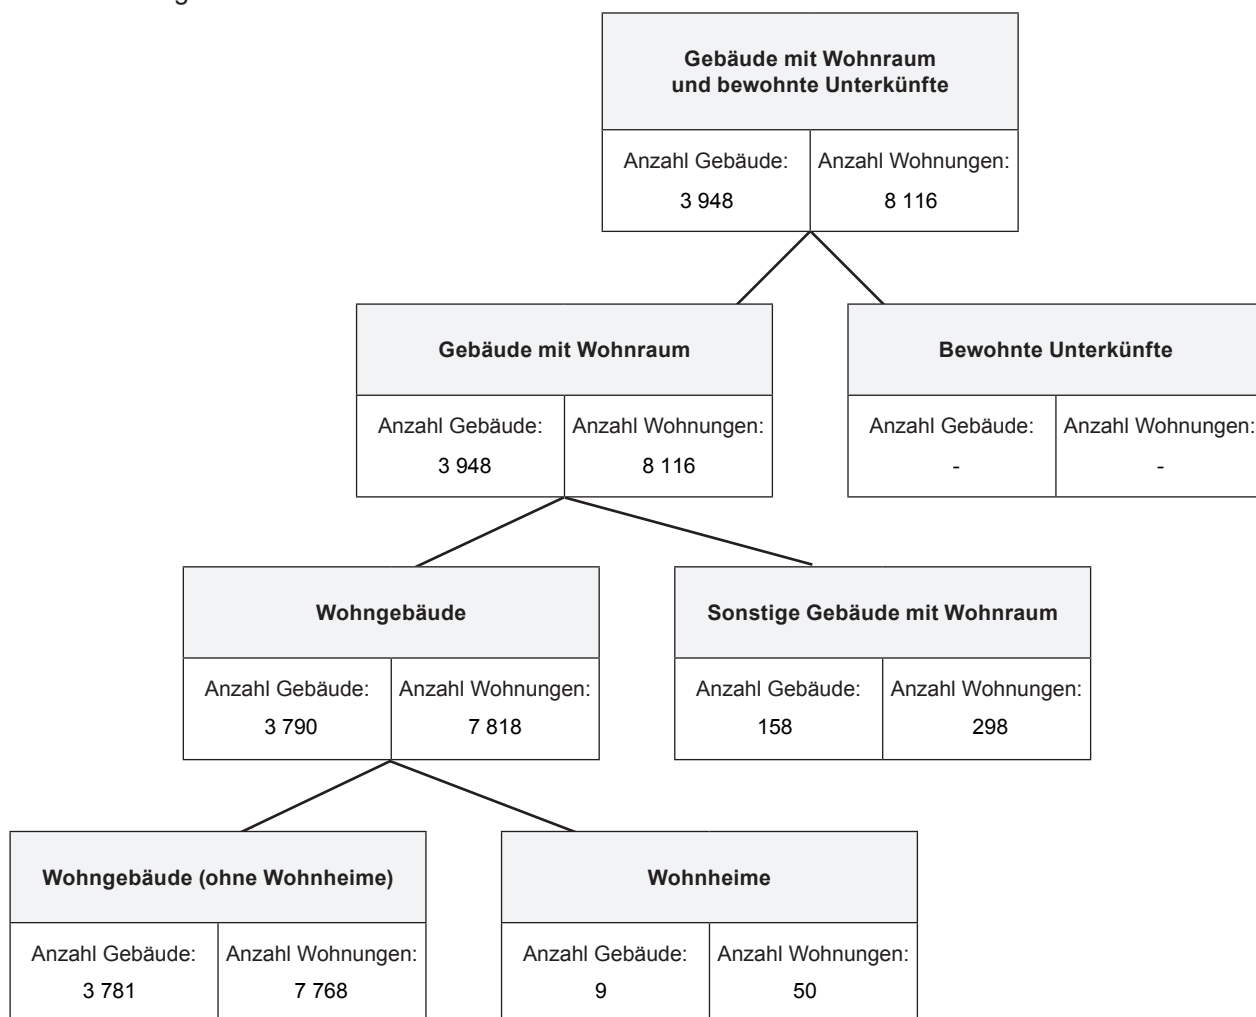 Gebäude mit Wohnraum
und bewohnte Unterkünfte
Anzahl Gebäude:
3 948
Anzahl Wohnungen:
8 116
Gebäude mit Wohnraum
Anzahl Gebäude:
3 948
Anzahl Wohnungen:
8 116
Bewohnte Unterkünfte
Anzahl Gebäude:
-
Anzahl Wohnungen:
-
Wohngebäude
Anzahl Gebäude:
3 790
Anzahl Wohnungen:
7 818
Sonstige Gebäude mit Wohnraum
Anzahl Gebäude:
158
Anzahl Wohnungen:
298
Wohngebäude (ohne Wohnheime)
Anzahl Gebäude:
3 781
Anzahl Wohnungen:
7 768
Wohnheime
Anzahl Gebäude:
9
Anzahl Wohnungen:
50